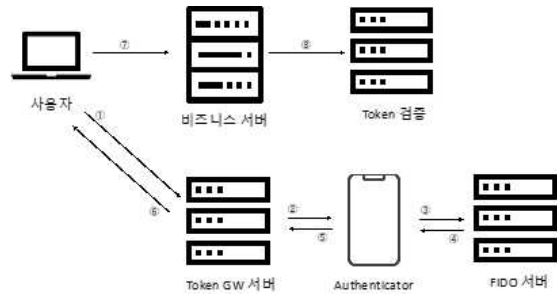 ⑦
⑧
사용자
비즈니스 서버
Token 검증
①
⑥
②
⑤
③
④
Token GW 서버
Authenticator
FIDO 서버